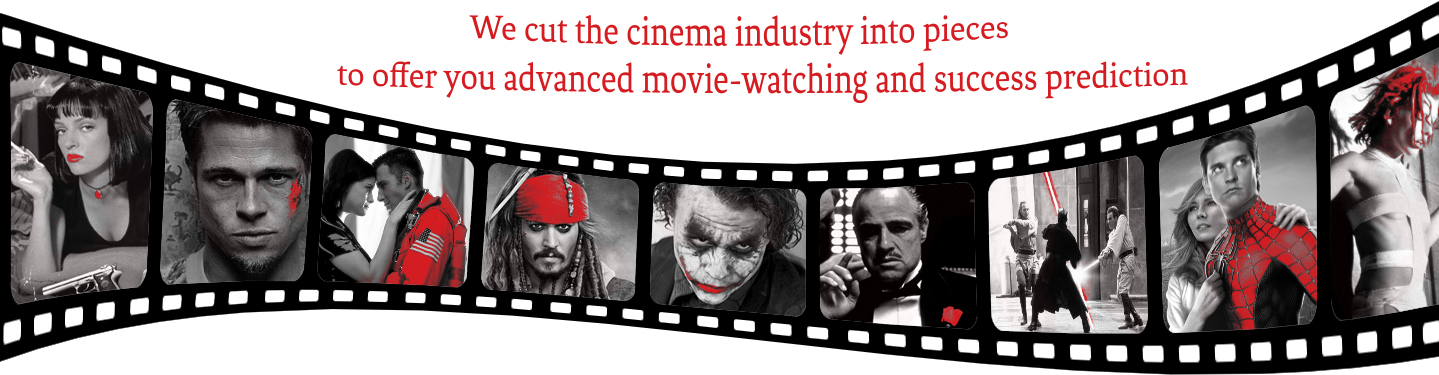 We cut the cinema industry into pieces
to offer you advanced movie-watching and success prediction